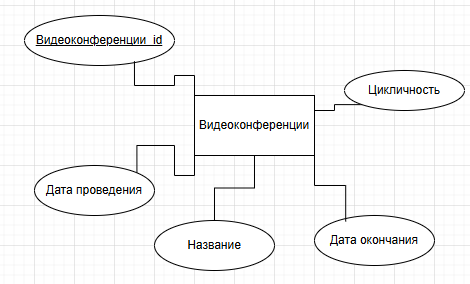 Видеоконференции_id
Цикличность
Видеоконференции
Дата проведения
Название
Дата окончания